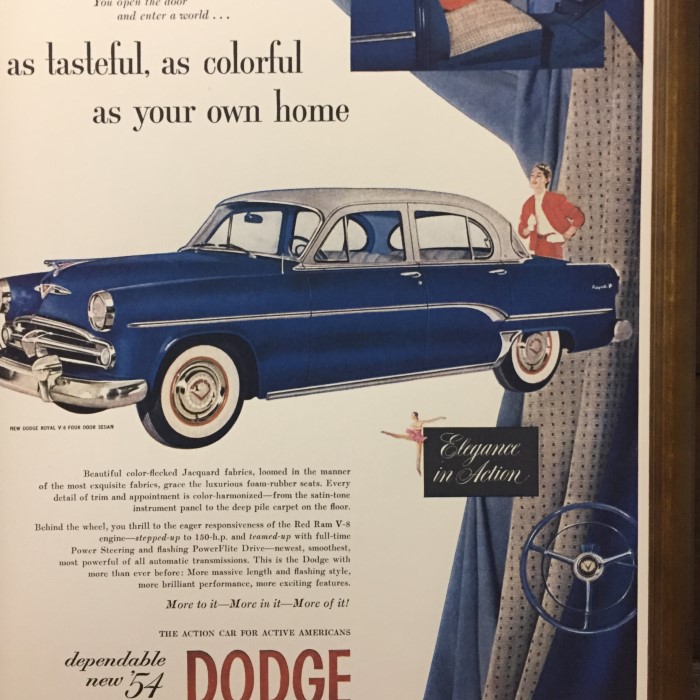 You open the door
and enter a world . . .
as tasteful, as colorful
as your own home
NEW DODGE ROYAL V-8 FOUR DOOR SEDAN
Elegance
in Action
Beautiful color-flecked Jacquard fabrics, loomed in the manner
of the most exquisite fabrics, grace the luxurious foam-rubber seats. Every
detail of trim and appointment is color-harmonized—from the satin-tone
instrument panel to the deep pile carpet on the floor.
Behind the wheel, you thrill to the eager responsiveness of the Red Ram V-8
engine—stepped-up to 150-h.p. and teamed-up with full-time
Power Steering and flashing PowerFlite Drive—newest, smoothest,
most powerful of all automatic transmissions. This is the Dodge with
more than ever before: More massive length and flashing style,
more brilliant performance, more exciting features.
More to it—More in it—More of it!
THE ACTION CAR FOR ACTIVE AMERICANS
dependable
new '54 DODGE